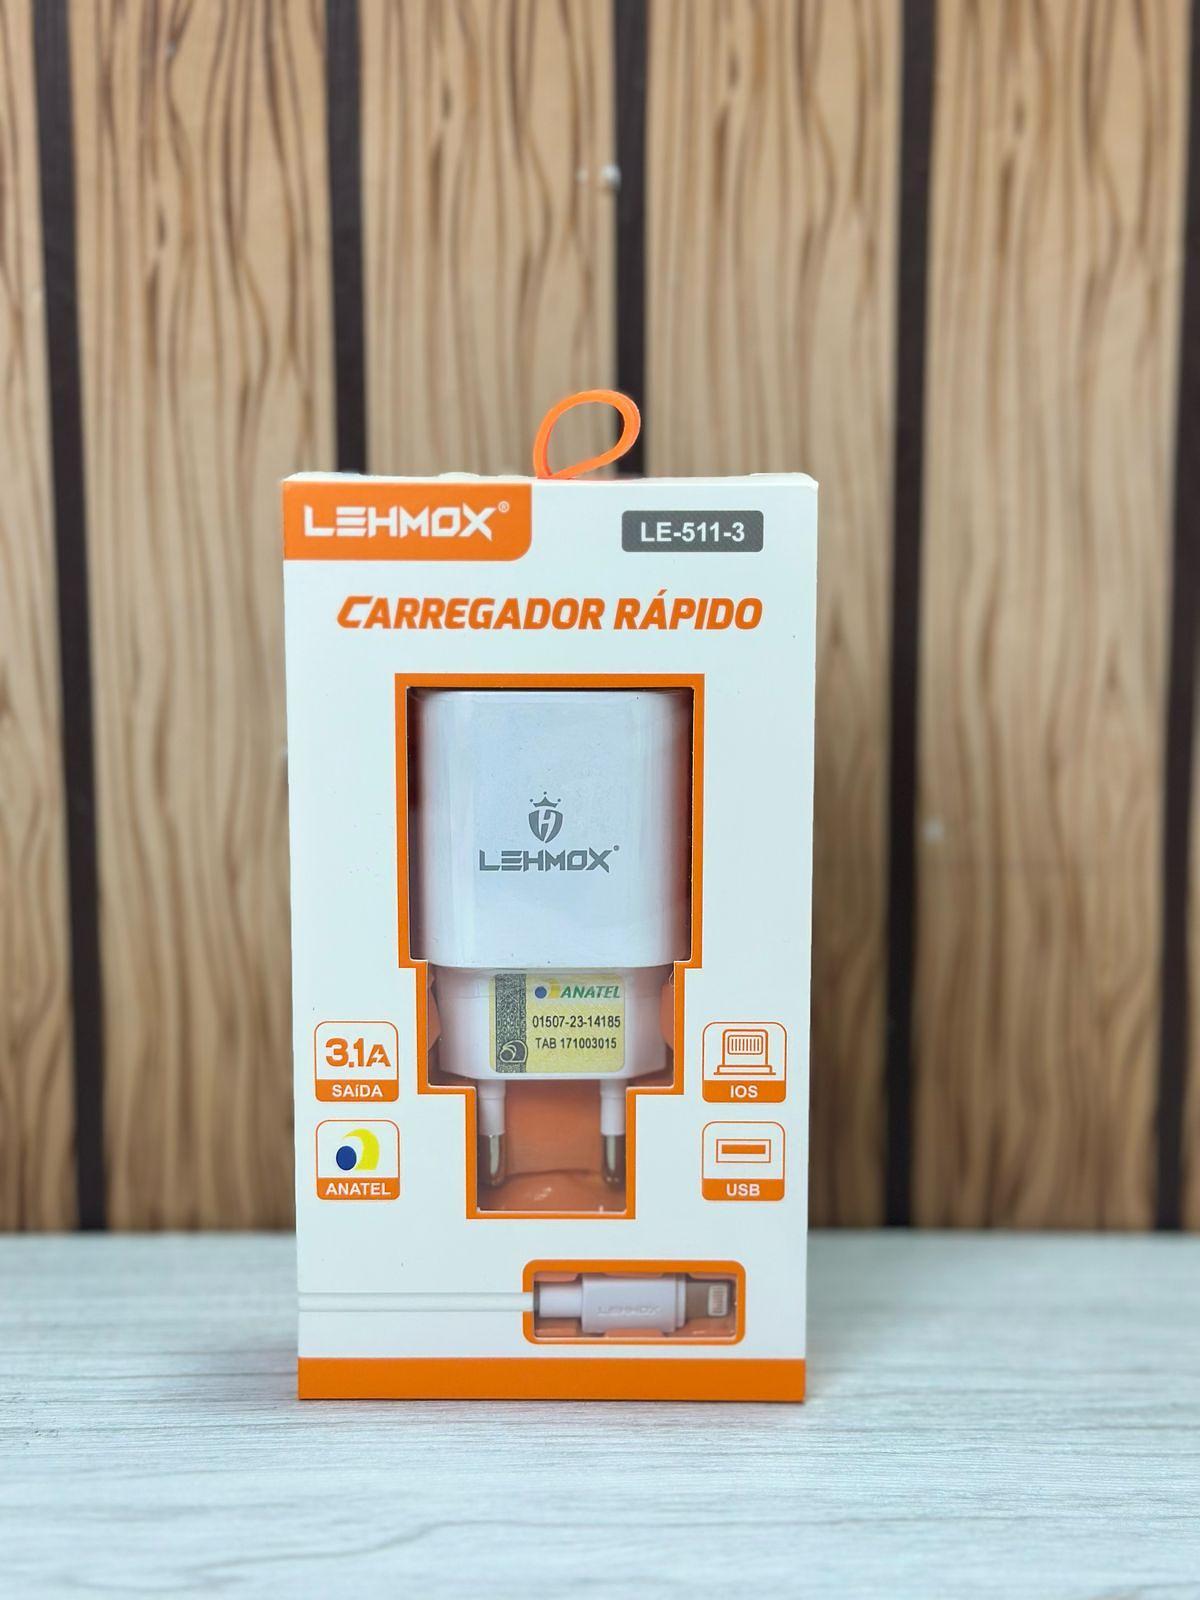 LEHMOX®
LE-511-3
CARREGADOR RÁPIDO
LEHMOX®
ANATEL
01507-23-14185
TAB 171003015
3.1A
SAíDA
IOS
ANATEL
USB
LEHMOX